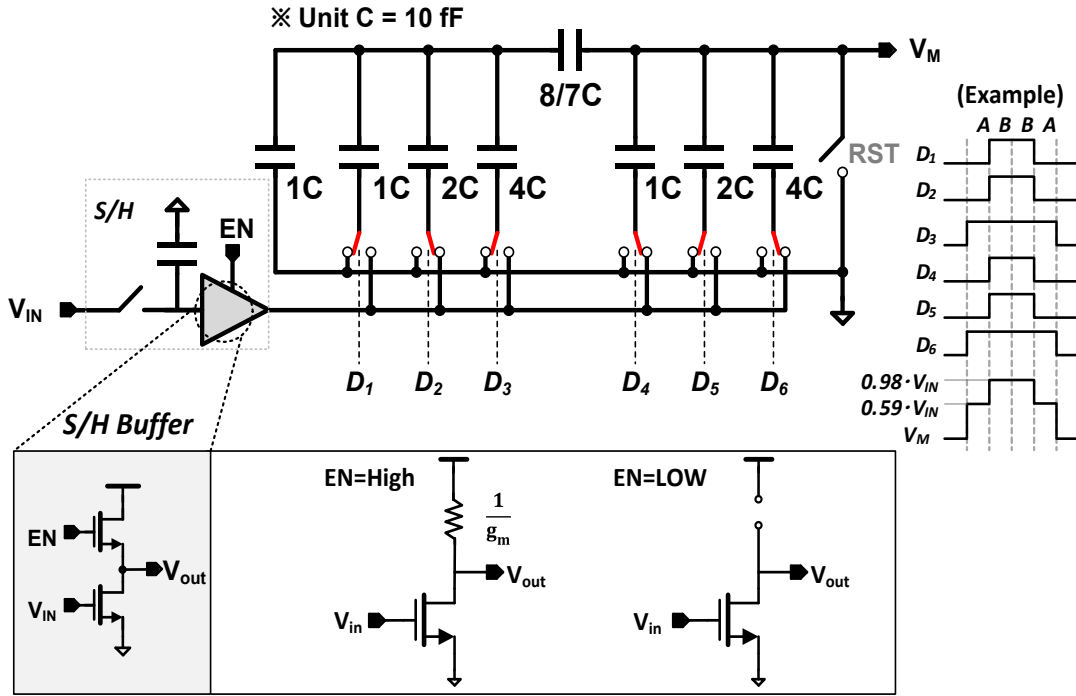 ※ Unit C = 10 fF
V_M
8/7C
1C 1C 2C 4C 1C 2C 4C
RST
S/H
EN
V_IN
D_1 D_2 D_3 D_4 D_5 D_6
S/H Buffer
EN
V_out
V_IN
EN=High
1
g_m
V_out
V_in
EN=LOW
V_out
V_in
(Example)
A B B A
D_1
D_2
D_3
D_4
D_5
D_6
0.98·V_IN
0.59·V_IN
V_M